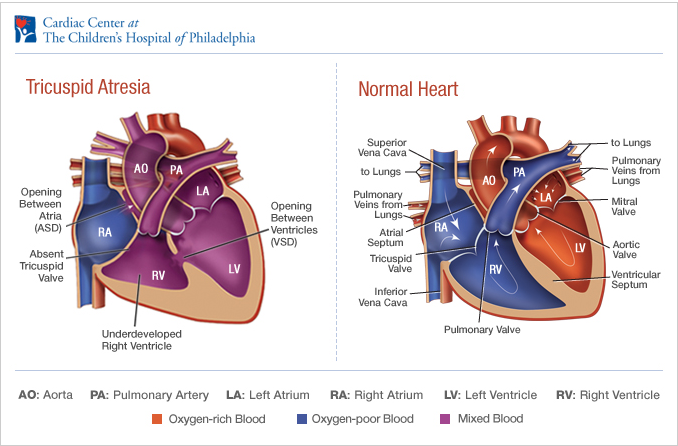 Cardiac Center at
The Children's Hospital of Philadelphia
Tricuspid Atresia
AO
PA
LA
RA
RV
LV
Opening
Between
Atria
(ASD)
Absent
Tricuspid
Valve
Opening
Between
Ventricles
(VSD)
Underdeveloped
Right Ventricle
Normal Heart
Superior
Vena Cava
to Lungs
Pulmonary
Veins from
Lungs
Atrial
Septum
Tricuspid
Valve
Inferior
Vena Cava
AO
PA
LA
RA
RV
LV
to Lungs
Pulmonary
Veins from
Lungs
Mitral
Valve
Aortic
Valve
Ventricular
Septum
Pulmonary Valve
AO: Aorta PA: Pulmonary Artery LA: Left Atrium RA: Right Atrium LV: Left Ventricle RV: Right Ventricle
Oxygen-rich Blood Oxygen-poor Blood Mixed Blood